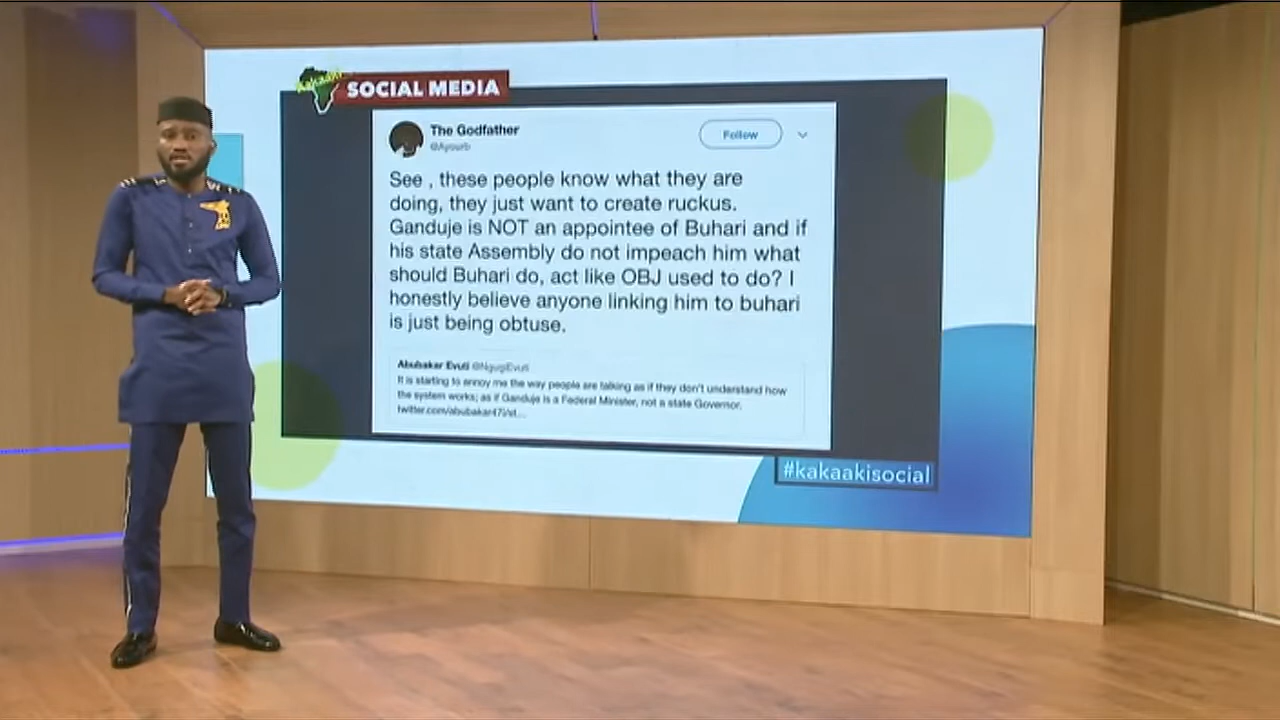 Kakaaki
SOCIAL MEDIA
The Godfather
@Ayourb
Follow
See , these people know what they are
doing, they just want to create ruckus.
Ganduje is NOT an appointee of Buhari and if
his state Assembly do not impeach him what
should Buhari do, act like OBJ used to do? I
honestly believe anyone linking him to buhari
is just being obtuse.
Abubakar Evuti @NgugiEvuti
It is starting to annoy me the way people are talking as if they don't understand how
the system works; as if Ganduje is a Federal Minister, not a state Governor.
#kakaakisocial